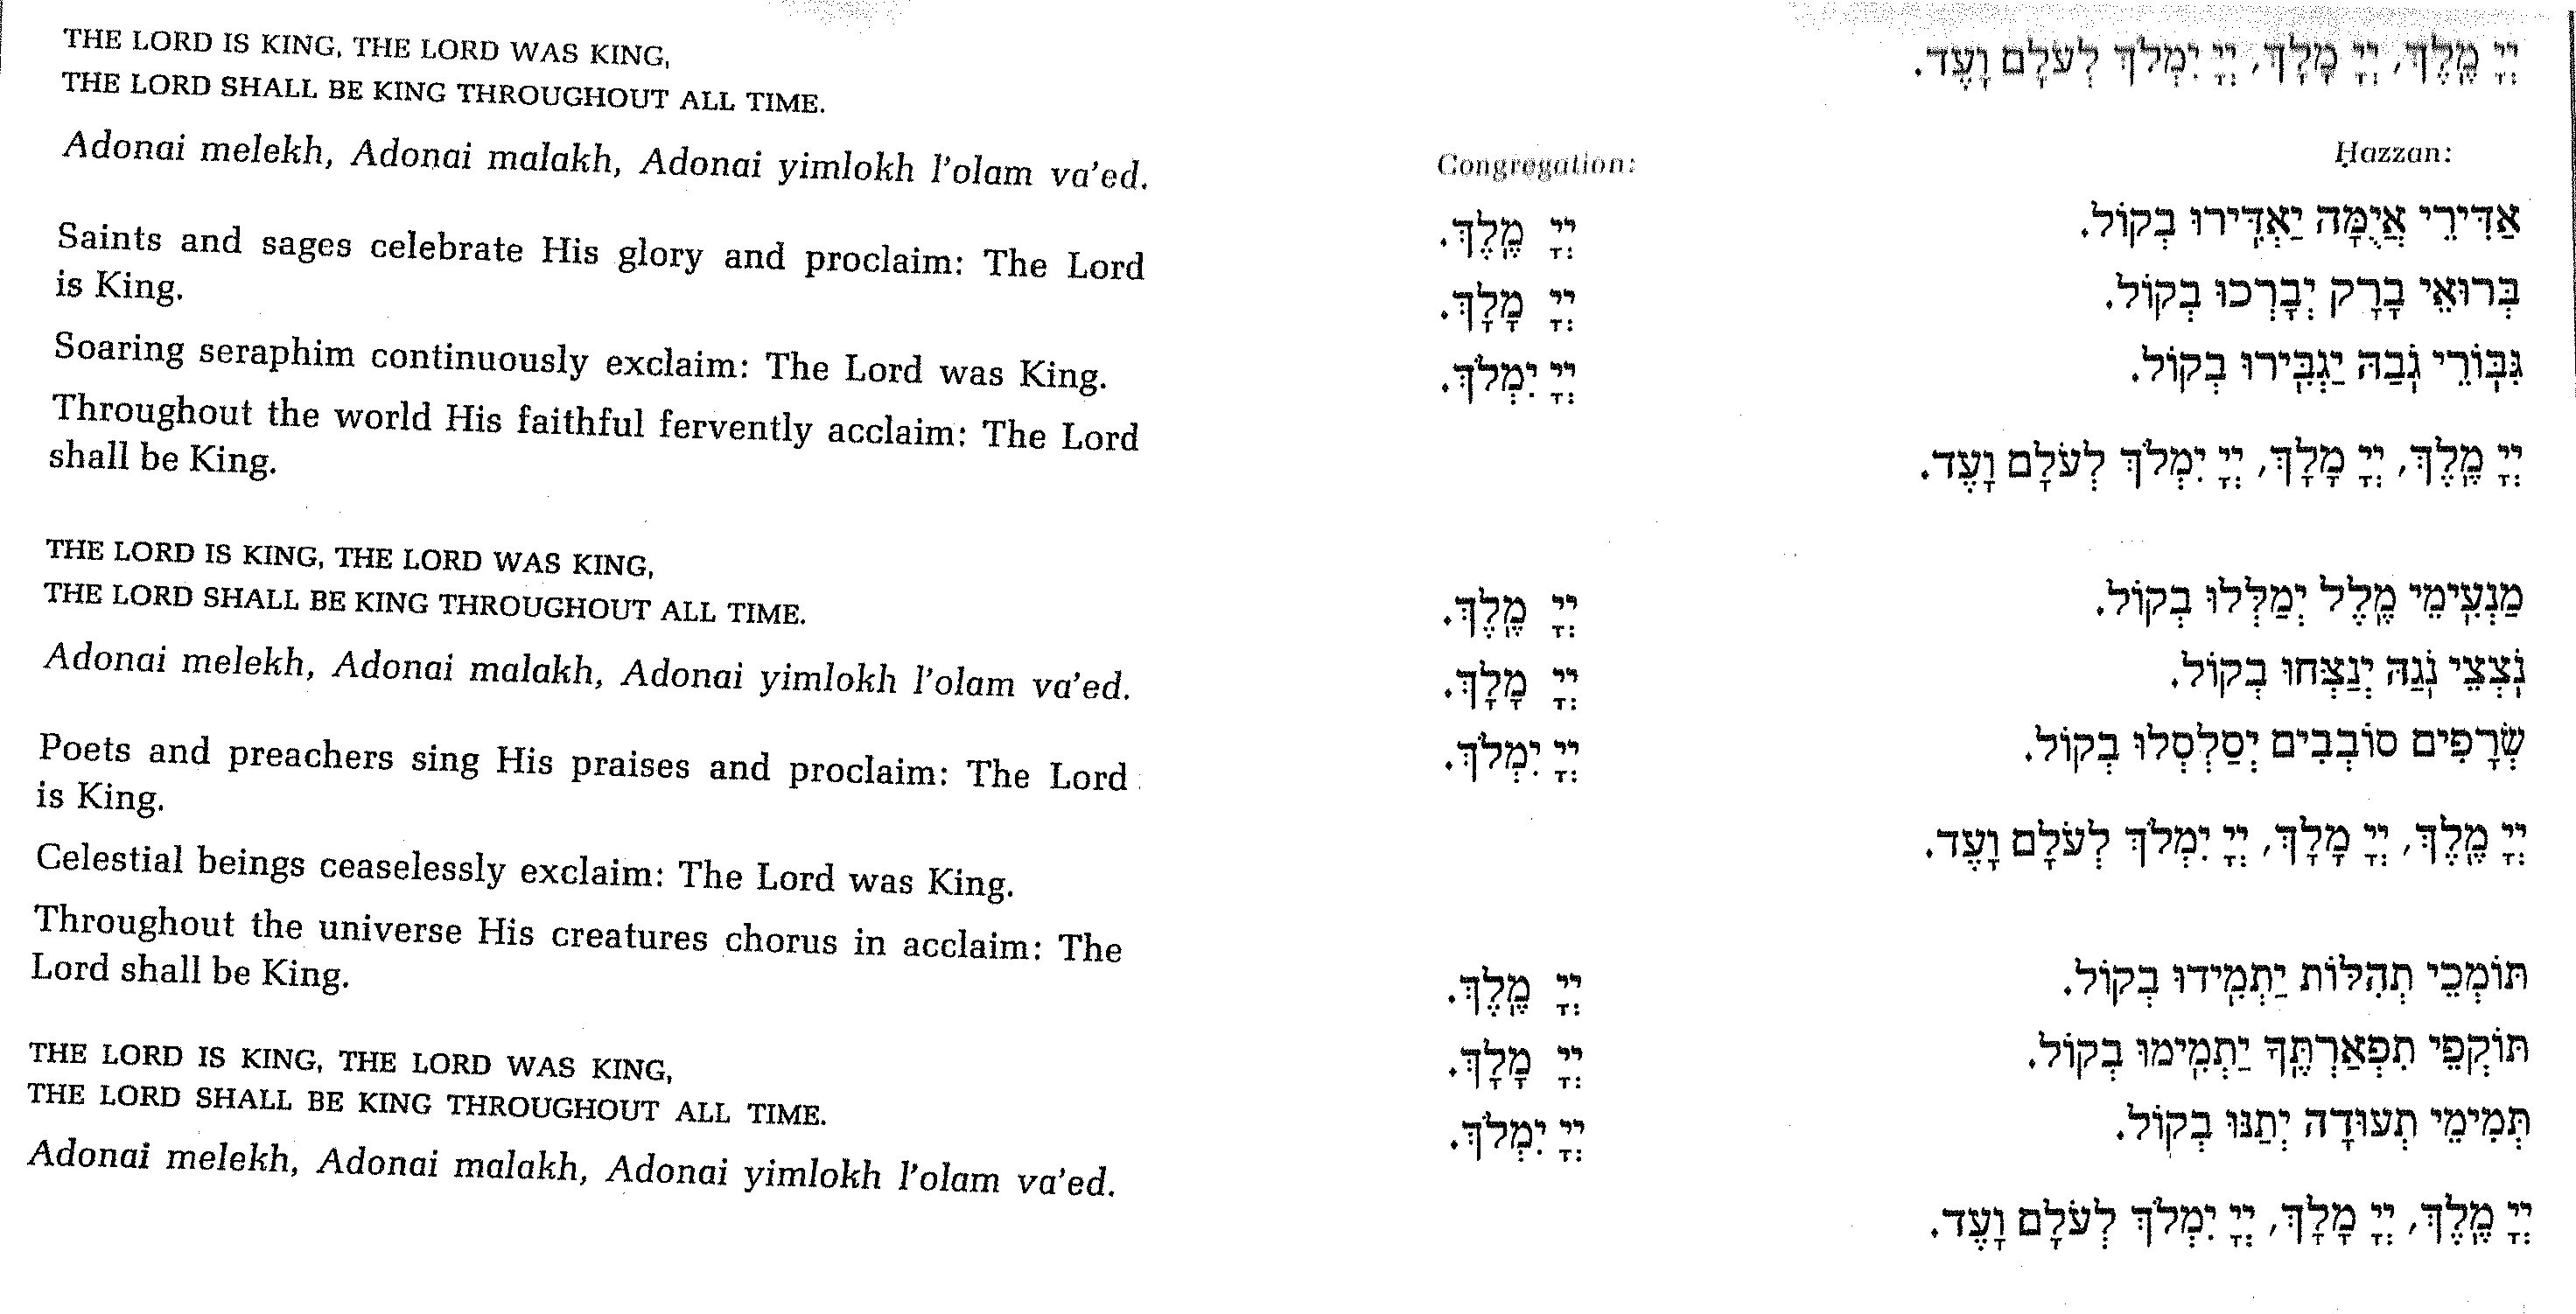 THE LORD IS KING, THE LORD WAS KING,
THE LORD SHALL BE KING THROUGHOUT ALL TIME.
Adonai melekh, Adonai malakh, Adonai yimlokh l’olam va’ed.
Saints and sages celebrate His glory and proclaim: The Lord
is King.
Soaring seraphim continuously exclaim: The Lord was King.
Throughout the world His faithful fervently acclaim: The Lord
shall be King.
THE LORD IS KING, THE LORD WAS KING,
THE LORD SHALL BE KING THROUGHOUT ALL TIME.
Adonai melekh, Adonai malakh, Adonai yimlokh l’olam va’ed.
Poets and preachers sing His praises and proclaim: The Lord
is King.
Celestial beings ceaselessly exclaim: The Lord was King.
Throughout the universe His creatures chorus in acclaim: The
Lord shall be King.
THE LORD IS KING, THE LORD WAS KING,
THE LORD SHALL BE KING THROUGHOUT ALL TIME.
Adonai melekh, Adonai malakh, Adonai yimlokh l’olam va’ed.
יְיָ מֶֽלֶךְ, יְיָ מָלָךְ, יְיָ יִמְלֹךְ לְעֹלָם וָעֶד.
Ḥazzan: Congregation:
אַדִּירֵי אֲיֻמָּה יַאְדִּֽירוּ בְקוֹל. יְיָ מֶֽלֶךְ.
בְּרוּאֵי בָרָק יְבָרְכוּ בְקוֹל. יְיָ מָלָךְ.
גִּבּוֹרֵי גֹֽבַהּ יַגְבִּֽירוּ בְקוֹל. יְיָ יִמְלֹךְ.
יְיָ מֶֽלֶךְ, יְיָ מָלָךְ, יְיָ יִמְלֹךְ לְעֹלָם וָעֶד.
מַנְעִימֵי מֶֽלֶל יְמַלְּלוּ בְקוֹל. יְיָ מֶֽלֶךְ.
נֹצְצֵי נֹֽגַהּ יְנַצְּחוּ בְקוֹל. יְיָ מָלָךְ.
שְׂרָפִים סוֹבְבִים יְסַלְסְלוּ בְקוֹל. יְיָ יִמְלֹךְ.
יְיָ מֶֽלֶךְ, יְיָ מָלָךְ, יְיָ יִמְלֹךְ לְעֹלָם וָעֶד.
תּוֹמְכֵי תְהִלּוֹת יַתְמִֽידוּ בְקוֹל. יְיָ מֶֽלֶךְ.
תּוֹקְפֵי תִפְאַרְתֶּֽךָ יַתְמִֽימוּ בְקוֹל. יְיָ מָלָךְ.
תְּמִימֵי תְעוּדָה יְתַנּוּ בְקוֹל. יְיָ יִמְלֹךְ.
יְיָ מֶֽלֶךְ, יְיָ מָלָךְ, יְיָ יִמְלֹךְ לְעֹלָם וָעֶד.